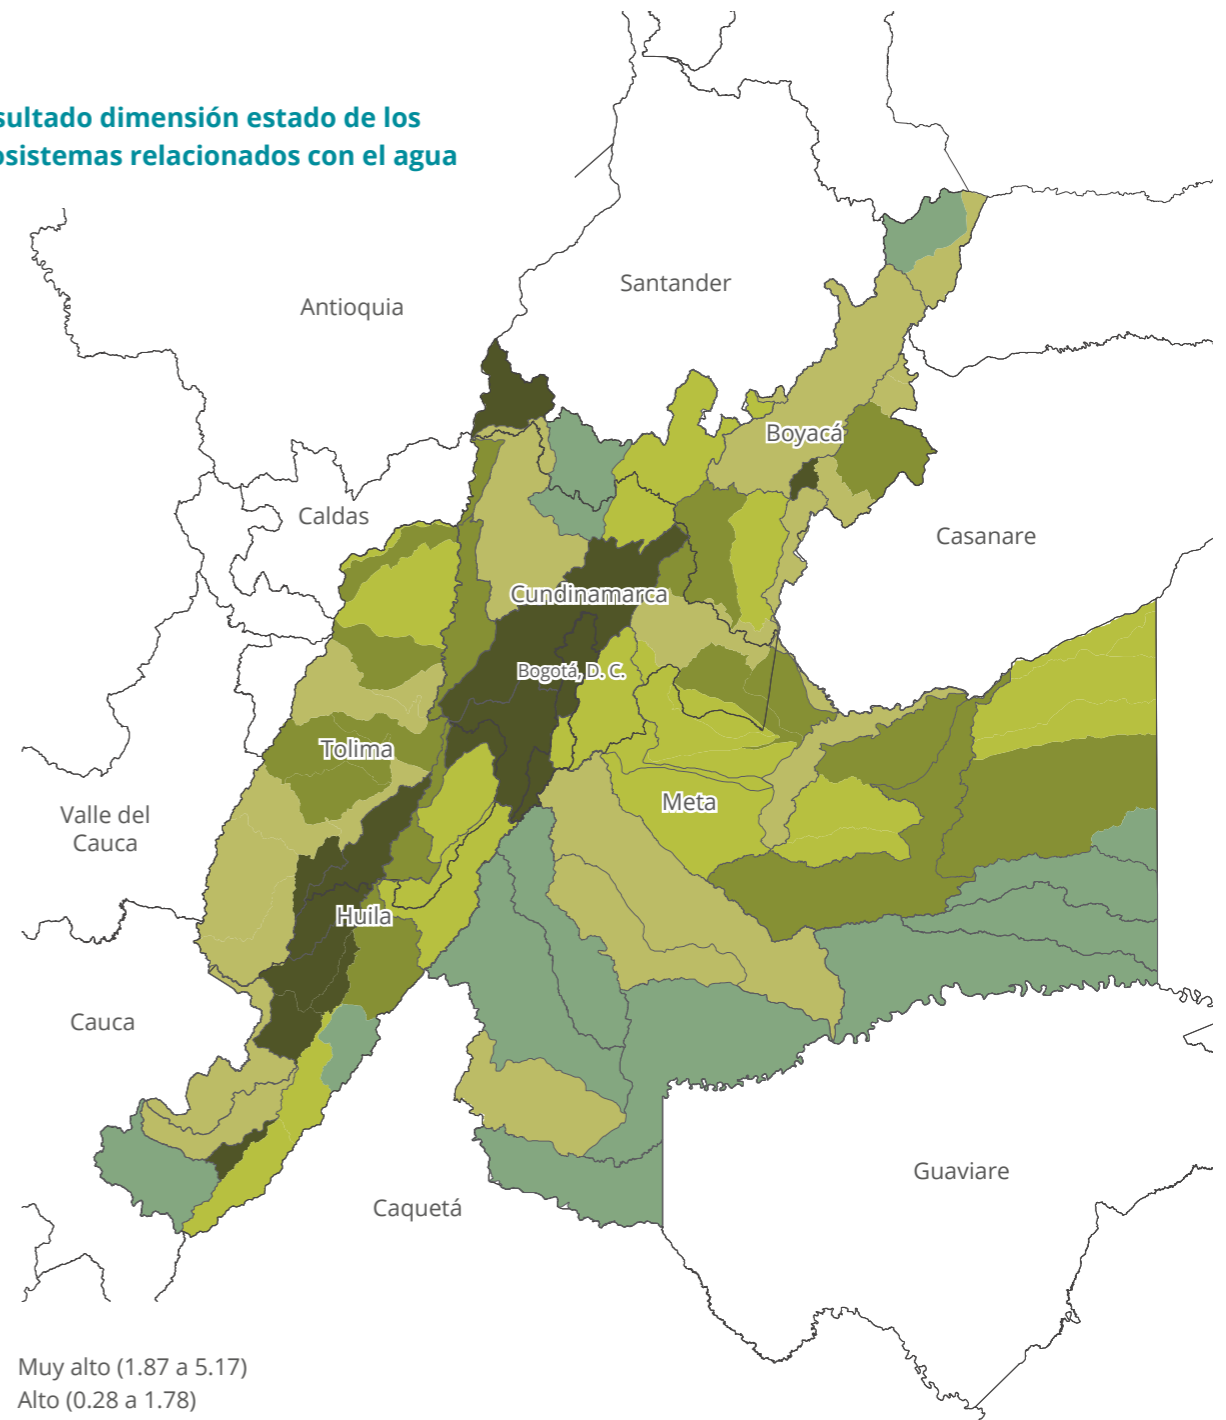 sultado dimensión estado de los
osistemas relacionados con el agua
Santander
Antioquia
Boyacá
Caldas
Casanare
Cundinamarca
Bogotá, D. C.
Tolima
Meta
Valle del
Cauca
Huila
Cauca
Guaviare
Caquetá
Muy alto (1.87 a 5.17)
Alto (0.28 a 1.78)